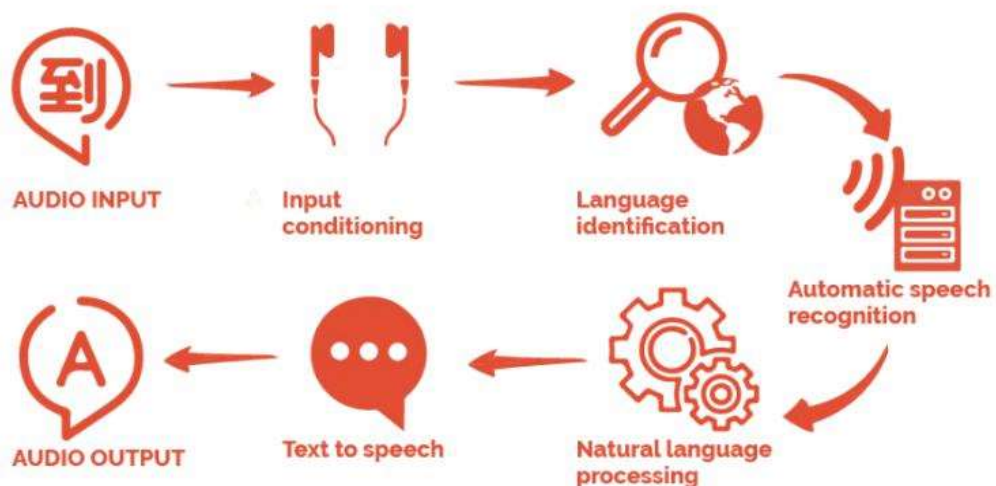 到
AUDIO INPUT
Input
conditioning
Language
identification
Automatic speech
recognition
Natural language
processing
Text to speech
A
AUDIO OUTPUT